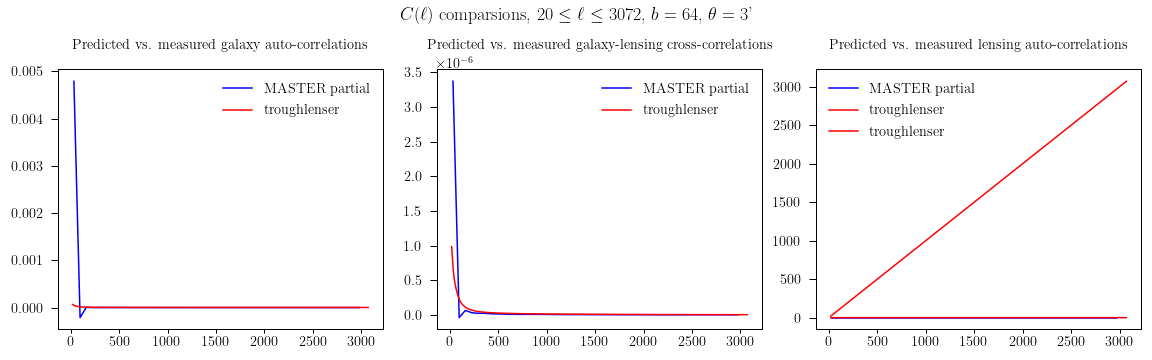 C(ℓ) comparsions, 20 ≤ ℓ ≤ 3072, b = 64, θ = 3'
Predicted vs. measured galaxy auto-correlations
0.005
0.004
0.003
0.002
0.001
0.000
MASTER partial
troughlenser
0 500 1000 1500 2000 2500 3000
Predicted vs. measured galaxy-lensing cross-correlations
×10⁻⁶
3.5
3.0
2.5
2.0
1.5
1.0
0.5
0.0
MASTER partial
troughlenser
0 500 1000 1500 2000 2500 3000
Predicted vs. measured lensing auto-correlations
3000
2500
2000
1500
1000
500
0
MASTER partial
troughlenser
troughlenser
0 500 1000 1500 2000 2500 3000